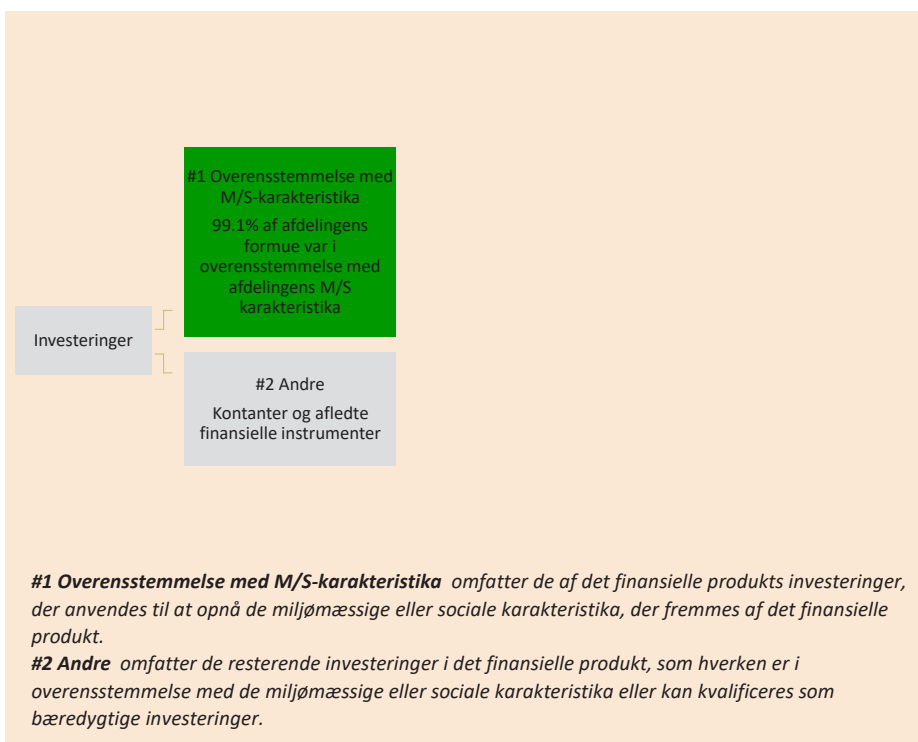 #1 Overensstemmelse med
M/S-karakteristika
99.1% af afdelingens
formue var i
overensstemmelse med
afdelingens M/S
karakteristika
Investeringer
#2 Andre
Kontanter og afledte
finansielle instrumenter
#1 Overensstemmelse med M/S-karakteristika omfatter de af det finansielle produkts investeringer,
der anvendes til at opnå de miljømæssige eller sociale karakteristika, der fremmes af det finansielle
produkt.
#2 Andre omfatter de resterende investeringer i det finansielle produkt, som hverken er i
overensstemmelse med de miljømæssige eller sociale karakteristika eller kan kvalificeres som
bæredygtige investeringer.